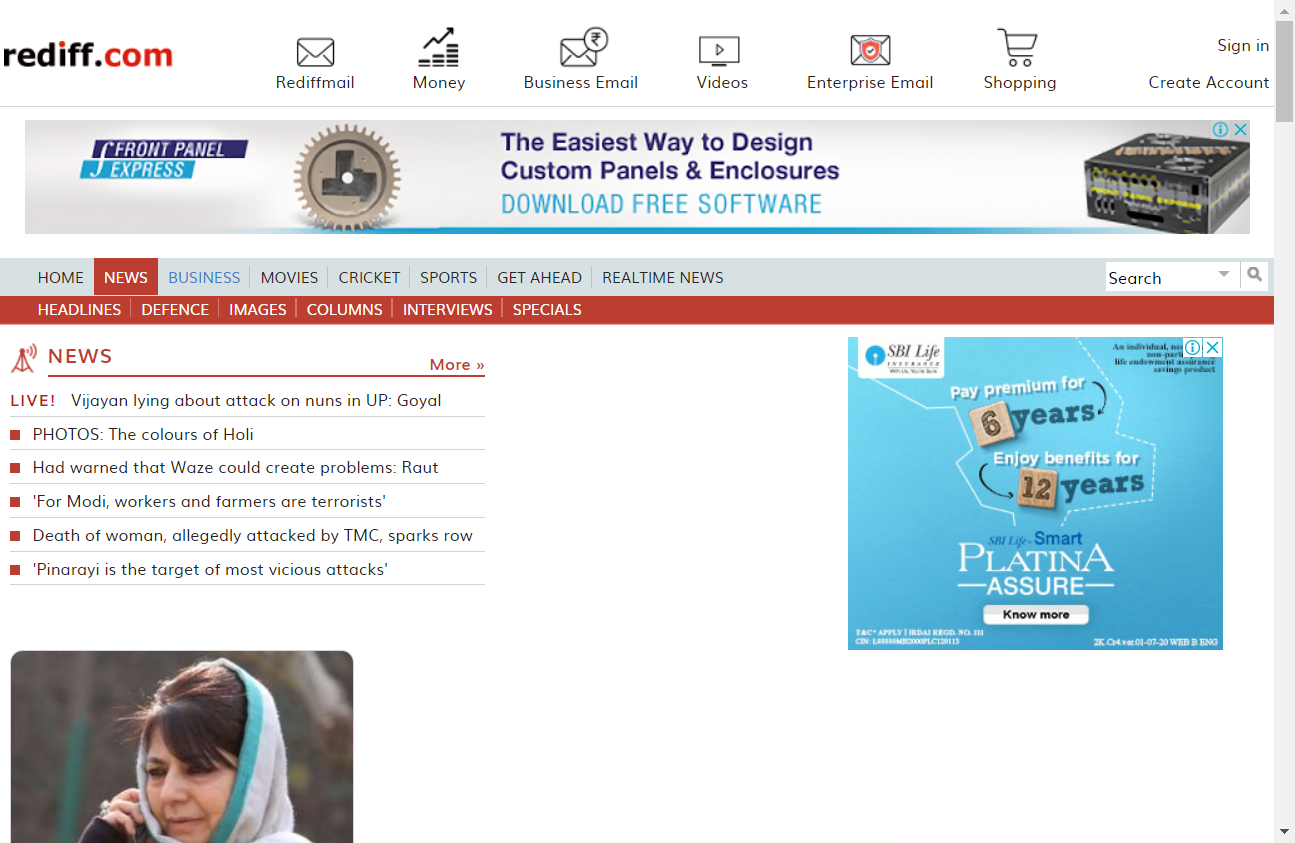 rediff.com
Rediffmail
Money
Business Email
Videos
Enterprise Email
Shopping
Sign in
Create Account
FRONT PANEL
EXPRESS
The Easiest Way to Design
Custom Panels & Enclosures
DOWNLOAD FREE SOFTWARE
HOME NEWS BUSINESS MOVIES CRICKET SPORTS GET AHEAD REALTIME NEWS
Search
HEADLINES DEFENCE IMAGES COLUMNS INTERVIEWS SPECIALS
NEWS
More »
LIVE! Vijayan lying about attack on nuns in UP: Goyal
PHOTOS: The colours of Holi
Had warned that Waze could create problems: Raut
'For Modi, workers and farmers are terrorists'
Death of woman, allegedly attacked by TMC, sparks row
'Pinarayi is the target of most vicious attacks'
SBI Life
INSURANCE
With Us, You're Sure
An individual,
life endowment assurance
savings product
Pay premium for
6 years
Enjoy benefits for
12 years
SBI Life - Smart
PLATINA
ASSURE
Know more
T&C* APPLY | IRDAI REGD. NO. 111
CIN: L99999MH2000PLC129113
2K.Cr4.ver.01-07-20 WEB B ENG